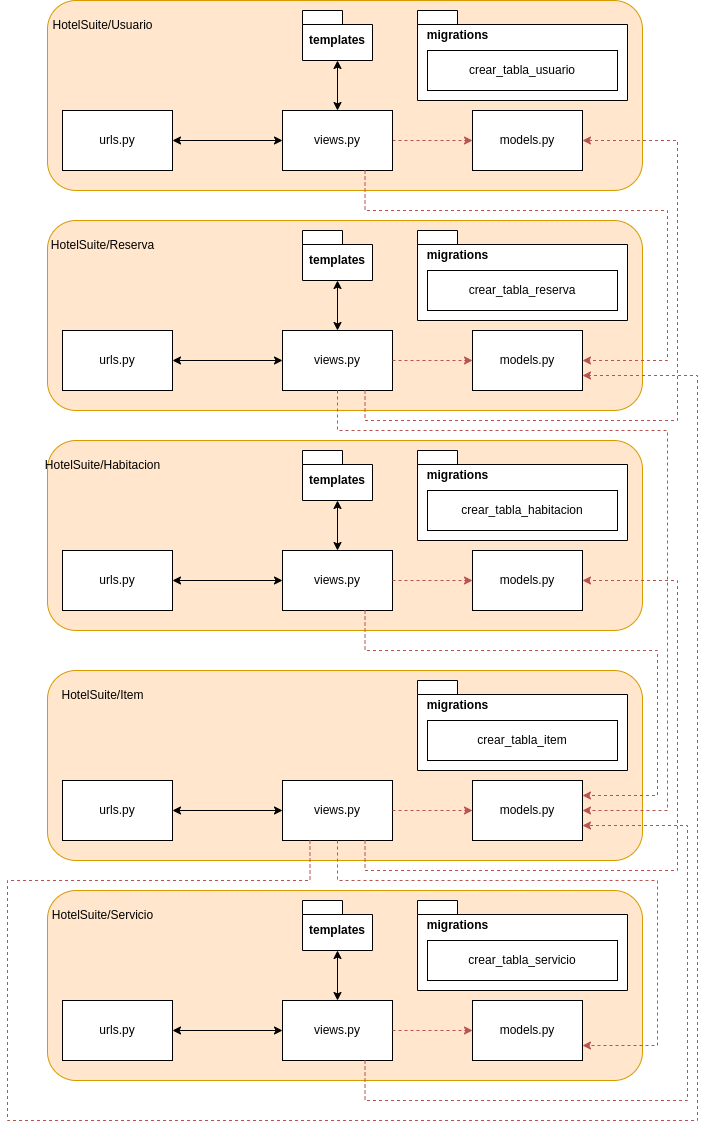 HotelSuite/Usuario
templates
migrations
crear_tabla_usuario
urls.py
views.py
models.py
HotelSuite/Reserva
templates
migrations
crear_tabla_reserva
urls.py
views.py
models.py
HotelSuite/Habitacion
templates
migrations
crear_tabla_habitacion
urls.py
views.py
models.py
HotelSuite/Item
migrations
crear_tabla_item
urls.py
views.py
models.py
HotelSuite/Servicio
templates
migrations
crear_tabla_servicio
urls.py
views.py
models.py